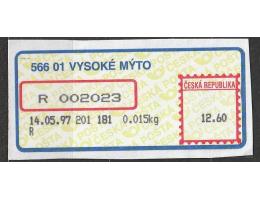 566 01 VYSOKÉ MÝTO
ČESKÁ REPUBLIKA
R 002023
12.60
14.05.97 201 181 0.015kg
R